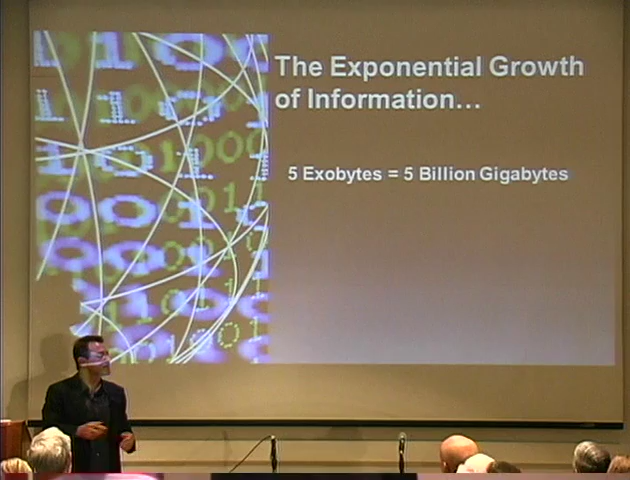 The Exponential Growth
of Information...
5 Exobytes = 5 Billion Gigabytes